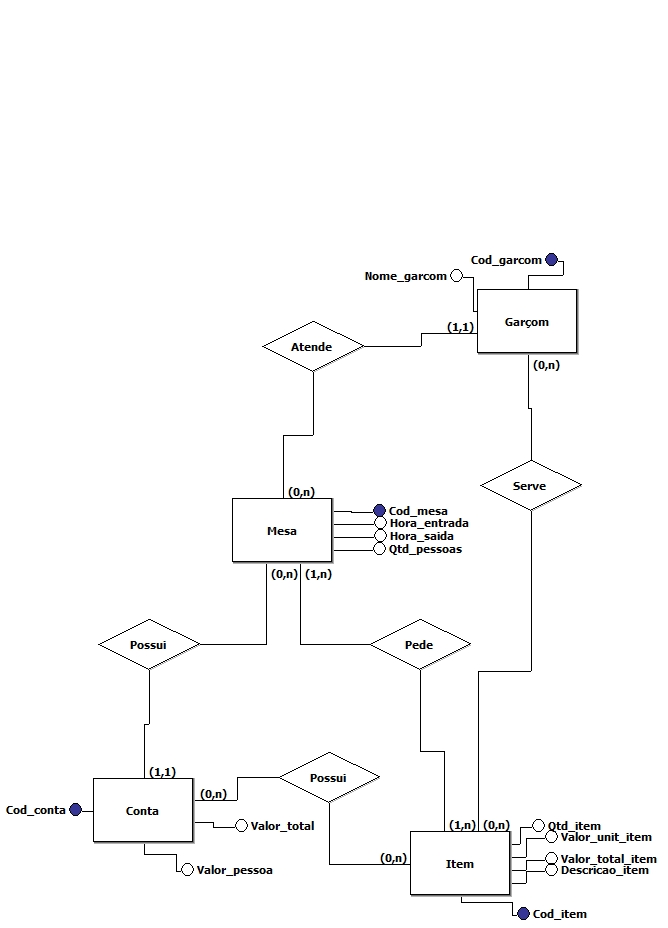 Cod_garcom
Nome_garcom
Garçom
(1,1)
Atende
(0,n)
Serve
(0,n)
Mesa
Cod_mesa
Hora_entrada
Hora_saida
Qtd_pessoas
(0,n)
(1,n)
Possui
Pede
(1,1)
Possui
(0,n)
Cod_conta
Conta
Valor_total
Valor_pessoa
(1,n)
(0,n)
(0,n)
Item
Qtd_item
Valor_unit_item
Valor_total_item
Descricao_item
Cod_item